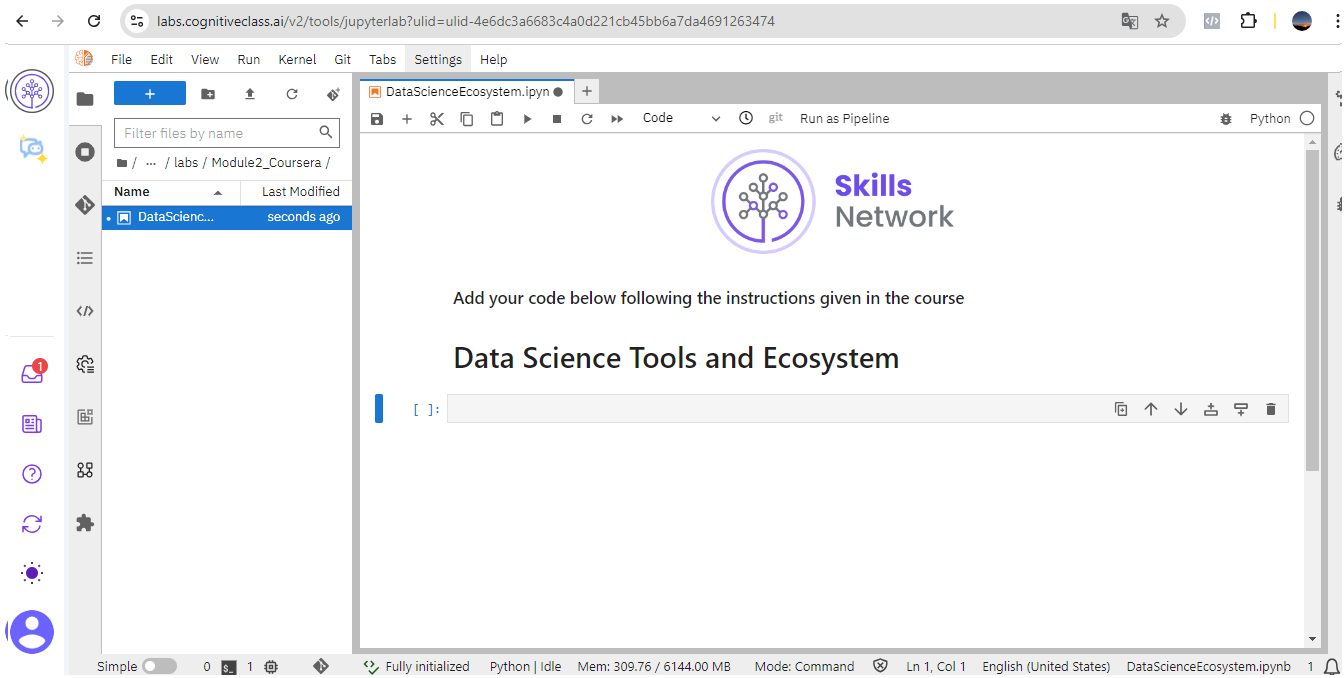 labs.cognitiveclass.ai/v2/tools/jupyterlab?ulid=ulid-4e6dc3a6683c4a0d221cb45bb6a7da4691263474
File Edit View Run Kernel Git Tabs Settings Help
DataScienceEcosystem.ipyn
Code git Run as Pipeline Python
Filter files by name
/ ... / labs / Module2_Coursera /
Name Last Modified
DataScienc... seconds ago
Skills
Network
Add your code below following the instructions given in the course
Data Science Tools and Ecosystem
[ ]:
1
Simple 0 $_ 1 Fully initialized Python | Idle Mem: 309.76 / 6144.00 MB Mode: Command Ln 1, Col 1 English (United States) DataScienceEcosystem.ipynb 1